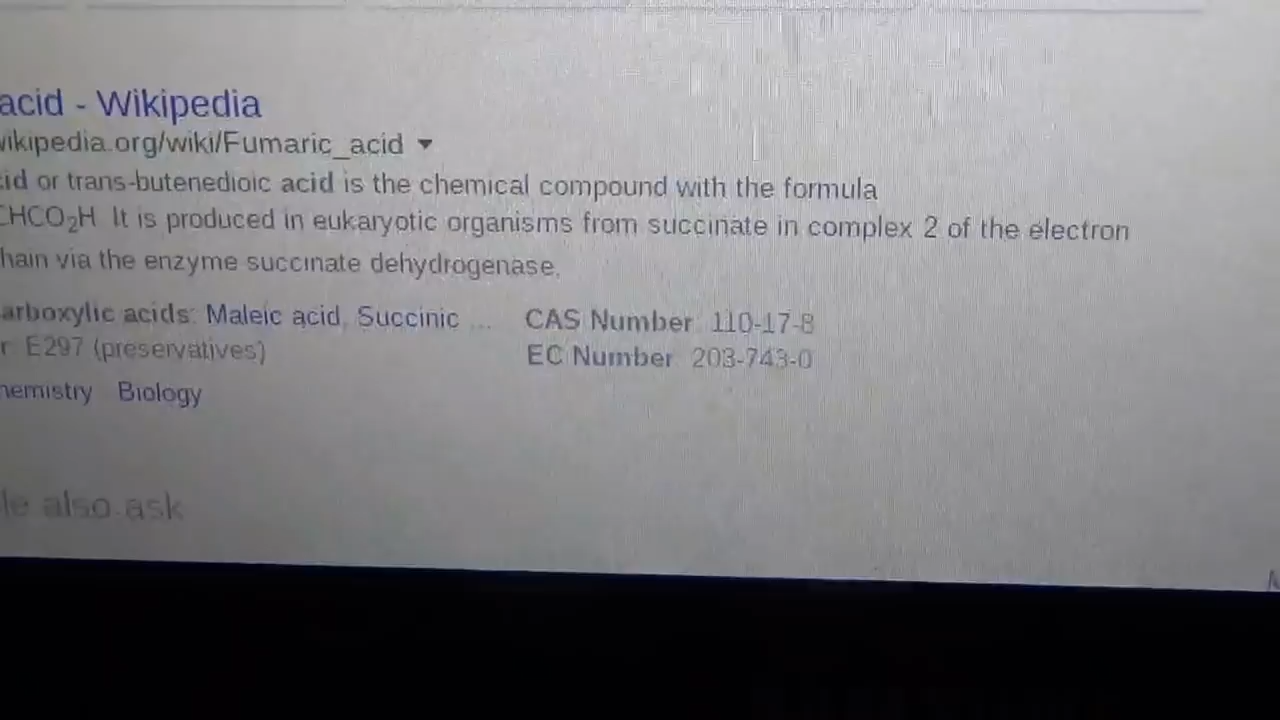 acid - Wikipedia
wikipedia.org/wiki/Fumaric_acid ▼
cid or trans-butenedioic acid is the chemical compound with the formula
CHCO₂H. It is produced in eukaryotic organisms from succinate in complex 2 of the electron
hain via the enzyme succinate dehydrogenase.
arboxylic acids: Maleic acid, Succinic ... CAS Number: 110-17-8
r: E297 (preservatives) EC Number: 203-743-0
hemistry Biology
le also ask